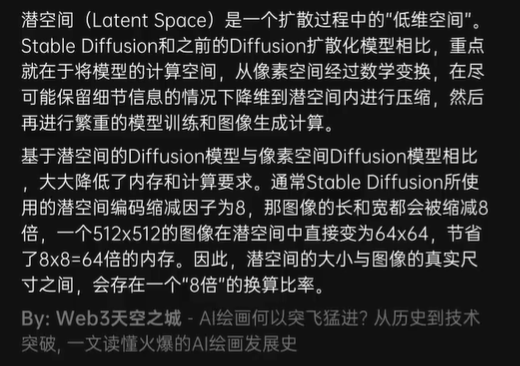 潜空间（Latent Space）是一个扩散过程中的“低维空间”。
Stable Diffusion和之前的Diffusion扩散化模型相比，重点
就在于将模型的计算空间，从像素空间经过数学变换，在尽
可能保留细节信息的情况下降维到潜空间内进行压缩，然后
再进行繁重的模型训练和图像生成计算。
基于潜空间的Diffusion模型与像素空间Diffusion模型相比
，大大降低了内存和计算要求。通常Stable Diffusion所使
用的潜空间编码缩减因子为8，那图像的长和宽都会被缩减8
倍，一个512x512的图像在潜空间中直接变为64x64，节省
了8x8=64倍的内存。因此，潜空间的大小与图像的真实尺
寸之间，会存在一个“8倍”的换算比率。
By: Web3天空之城 - AI绘画何以突飞猛进? 从历史到技术
突破, 一文读懂火爆的AI绘画发展史